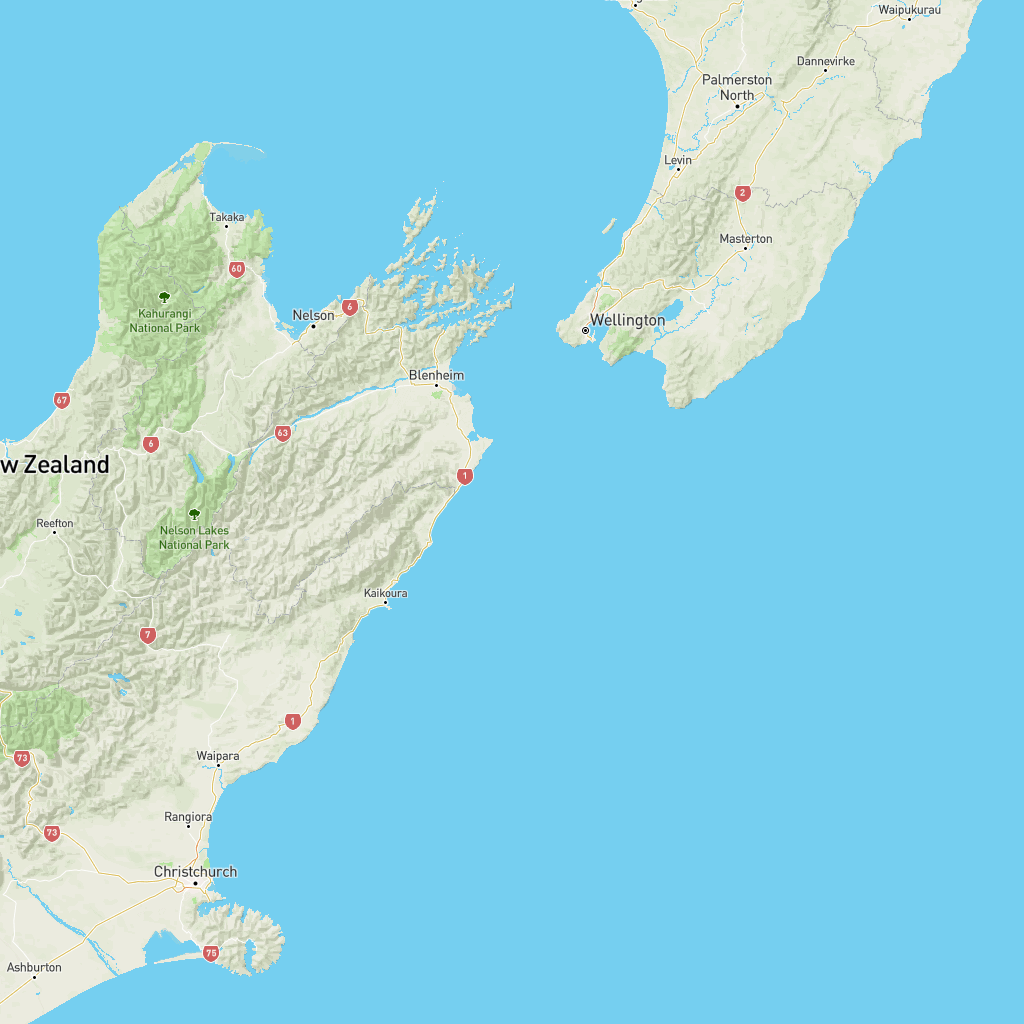 Waipukurau
Dannevirke
Palmerston
North
Levin
2
Takaka
Masterton
60
Kahurangi
National Park
6
Nelson
Wellington
Blenheim
67
63
6
w Zealand
1
Nelson Lakes
National Park
Reefton
Kaikoura
7
1
Waipara
73
Rangiora
73
Christchurch
75
Ashburton